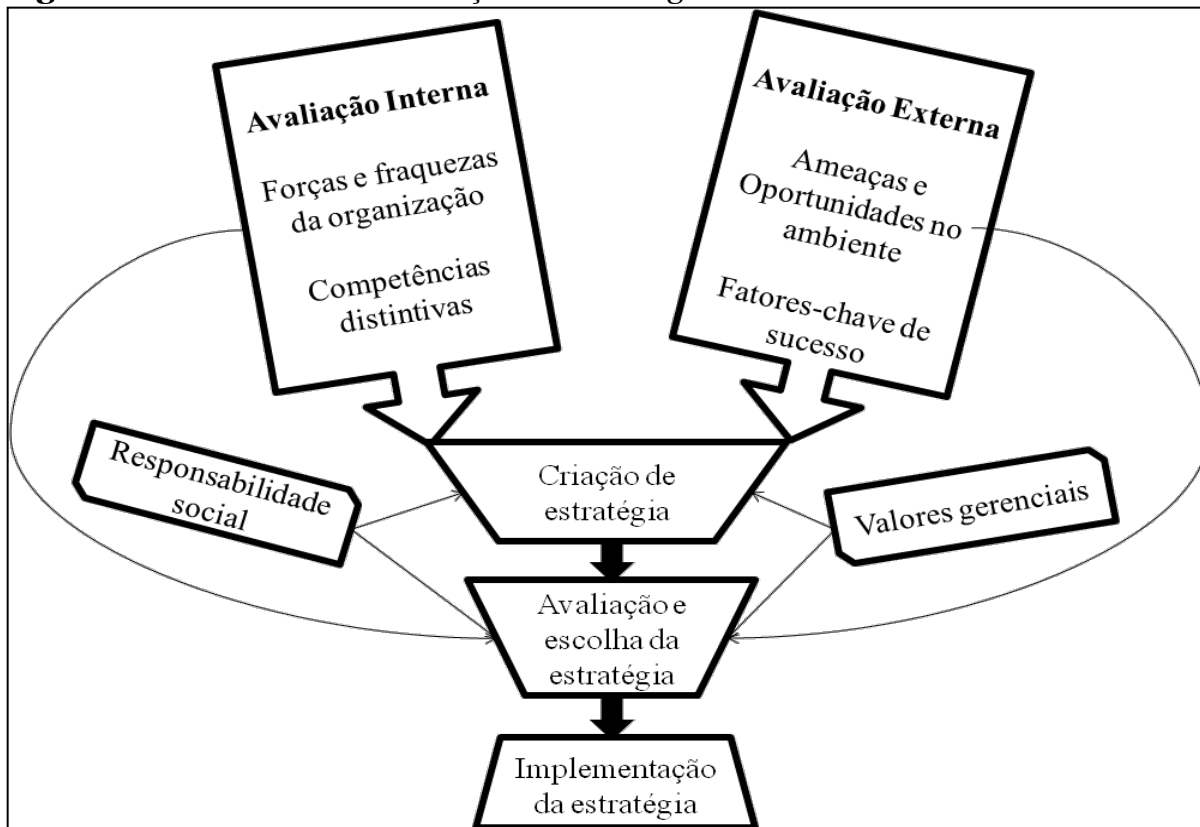 Avaliação Interna
Forças e fraquezas
da organização
Competências
distintivas
Avaliação Externa
Ameaças e
Oportunidades no
ambiente
Fatores-chave de
sucesso
Responsabilidade
social
Criação de
estratégia
Valores gerenciais
Avaliação e
escolha da
estratégia
Implementação
da estratégia